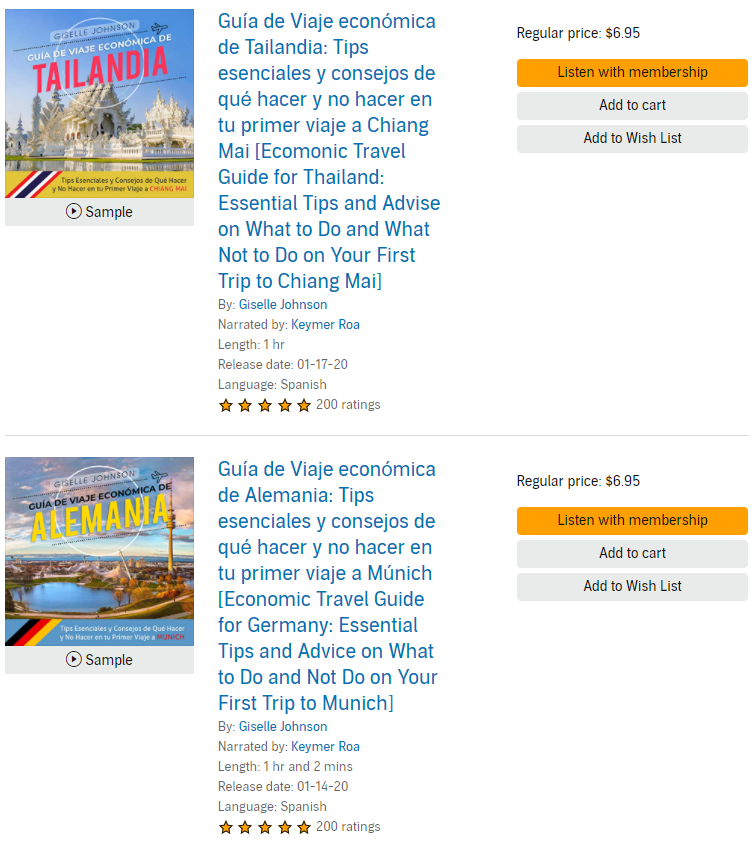 GISELLE JOHNSON
GUÍA DE VIAJE ECONÓMICA DE
TAILANDIA
Tips Esenciales y Consejos de Qué Hacer
y No Hacer en tu Primer Viaje a CHIANG MAI
Sample
Guía de Viaje económica
de Tailandia: Tips
esenciales y consejos de
qué hacer y no hacer en
tu primer viaje a Chiang
Mai [Ecomonic Travel
Guide for Thailand:
Essential Tips and Advise
on What to Do and What
Not to Do on Your First
Trip to Chiang Mai]
By: Giselle Johnson
Narrated by: Keymer Roa
Length: 1 hr
Release date: 01-17-20
Language: Spanish
200 ratings
Regular price: $6.95
Listen with membership
Add to cart
Add to Wish List
GISELLE JOHNSON
GUÍA DE VIAJE ECONÓMICA DE
ALEMANIA
Tips Esenciales y Consejos de Qué Hacer
y No Hacer en tu Primer Viaje a MUNICH
Sample
Guía de Viaje económica
de Alemania: Tips
esenciales y consejos de
qué hacer y no hacer en
tu primer viaje a Múnich
[Economic Travel Guide
for Germany: Essential
Tips and Advice on What
to Do and Not Do on Your
First Trip to Munich]
By: Giselle Johnson
Narrated by: Keymer Roa
Length: 1 hr and 2 mins
Release date: 01-14-20
Language: Spanish
200 ratings
Regular price: $6.95
Listen with membership
Add to cart
Add to Wish List